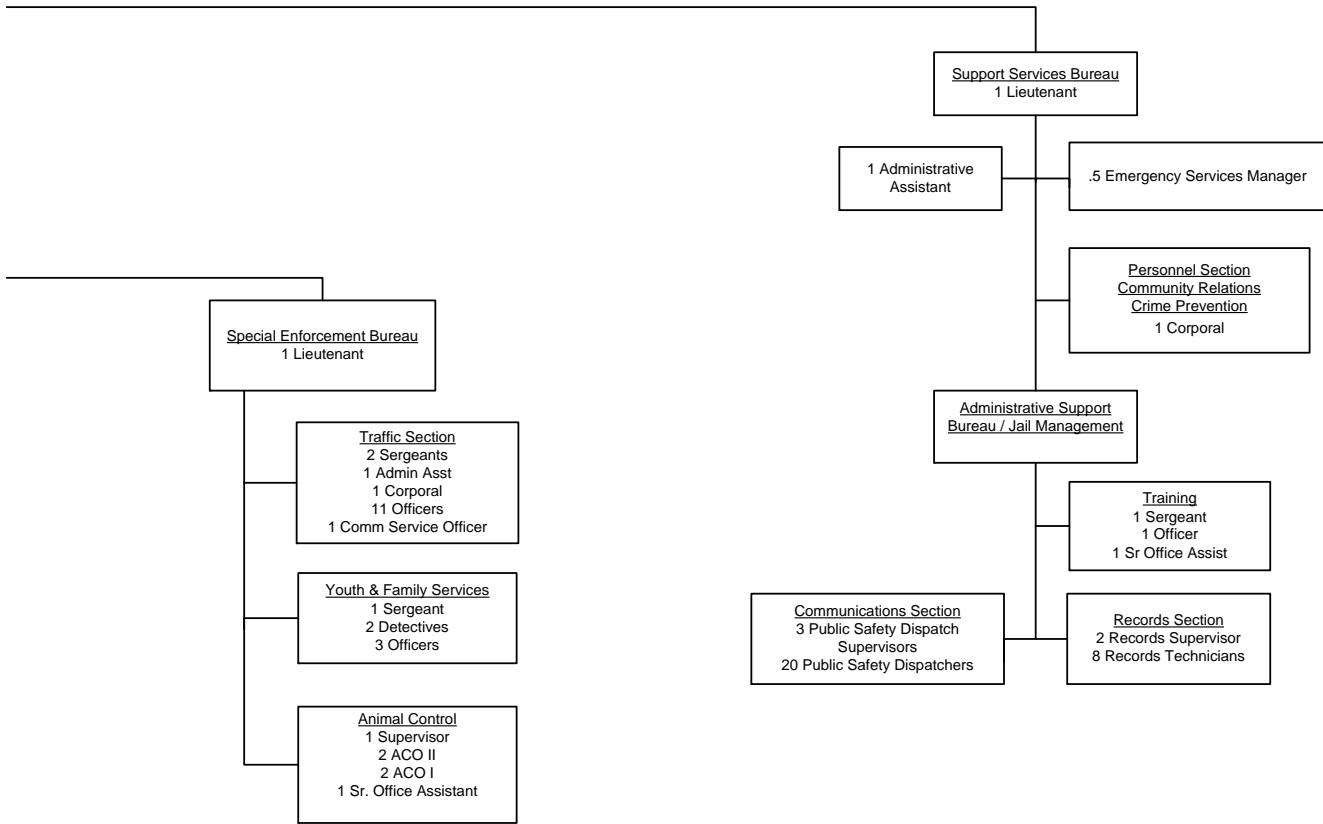 Support Services Bureau
1 Lieutenant
1 Administrative
Assistant
.5 Emergency Services Manager
Personnel Section
Community Relations
Crime Prevention
1 Corporal
Special Enforcement Bureau
1 Lieutenant
Administrative Support
Bureau / Jail Management
Traffic Section
2 Sergeants
1 Admin Asst
1 Corporal
11 Officers
1 Comm Service Officer
Training
1 Sergeant
1 Officer
1 Sr Office Assist
Youth & Family Services
1 Sergeant
2 Detectives
3 Officers
Communications Section
3 Public Safety Dispatch
Supervisors
20 Public Safety Dispatchers
Records Section
2 Records Supervisor
8 Records Technicians
Animal Control
1 Supervisor
2 ACO II
2 ACO I
1 Sr. Office Assistant